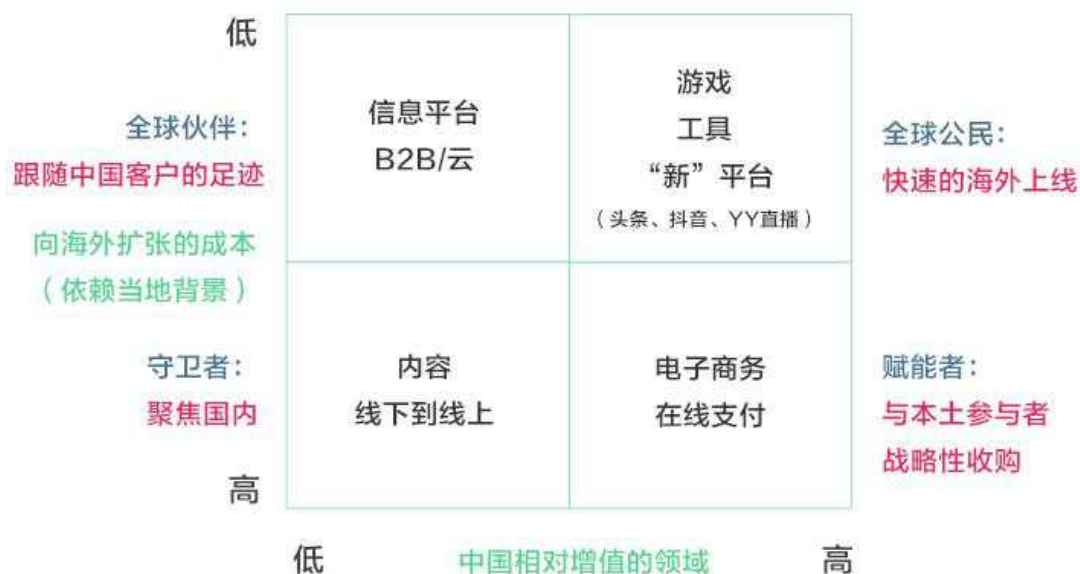 低
全球伙伴：
跟随中国客户的足迹
向海外扩张的成本
（依赖当地背景）
守卫者：
聚焦国内
高
信息平台
B2B/云
游戏
工具
“新”平台
（头条、抖音、YY直播）
内容
线下到线上
电子商务
在线支付
全球公民：
快速的海外上线
赋能者：
与本土参与者
战略性收购
低
中国相对增值的领域
高